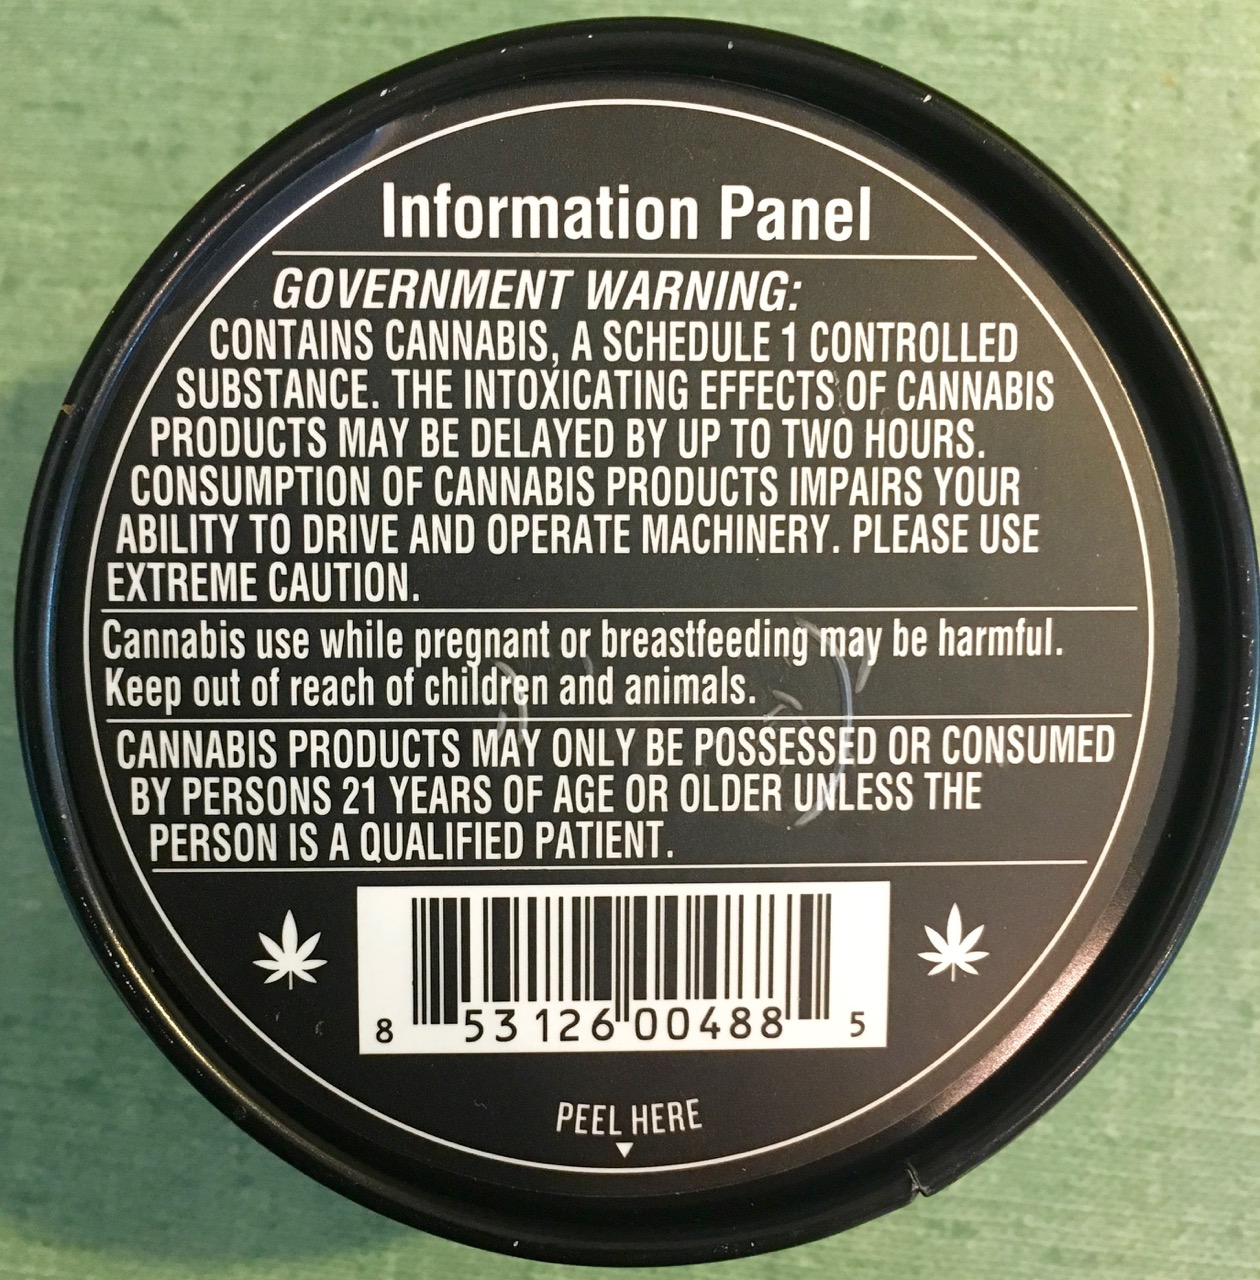 Information Panel
GOVERNMENT WARNING:
CONTAINS CANNABIS, A SCHEDULE 1 CONTROLLED
SUBSTANCE. THE INTOXICATING EFFECTS OF CANNABIS
PRODUCTS MAY BE DELAYED BY UP TO TWO HOURS.
CONSUMPTION OF CANNABIS PRODUCTS IMPAIRS YOUR
ABILITY TO DRIVE AND OPERATE MACHINERY. PLEASE USE
EXTREME CAUTION.
Cannabis use while pregnant or breastfeeding may be harmful.
Keep out of reach of children and animals.
CANNABIS PRODUCTS MAY ONLY BE POSSESSED OR CONSUMED
BY PERSONS 21 YEARS OF AGE OR OLDER UNLESS THE
PERSON IS A QUALIFIED PATIENT.
8 53126 00488 5
PEEL HERE